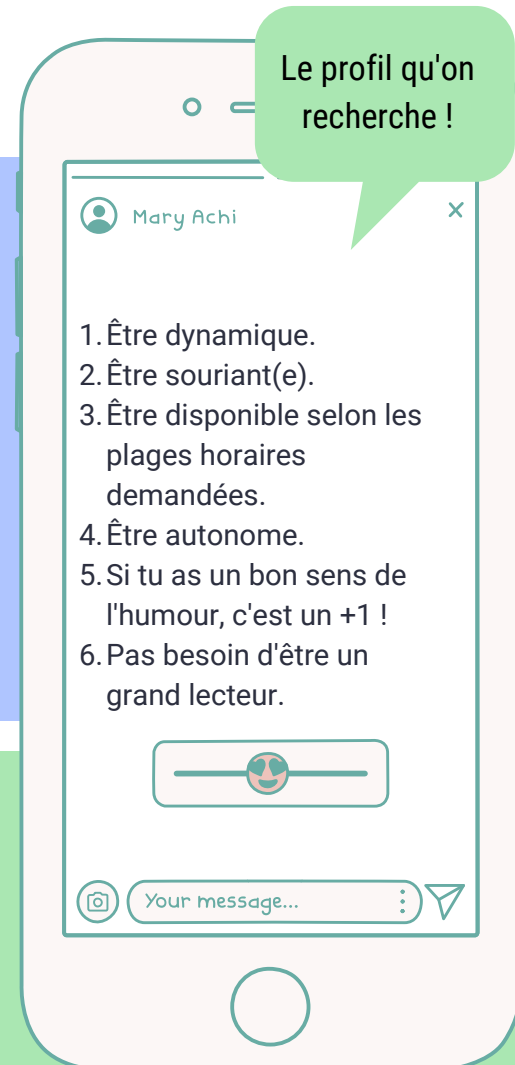 Le profil qu'on
recherche !
Mary Achi
1. Être dynamique.
2. Être souriant(e).
3. Être disponible selon les
plages horaires
demandées.
4. Être autonome.
5. Si tu as un bon sens de
l'humour, c'est un +1 !
6. Pas besoin d'être un
grand lecteur.
Your message...